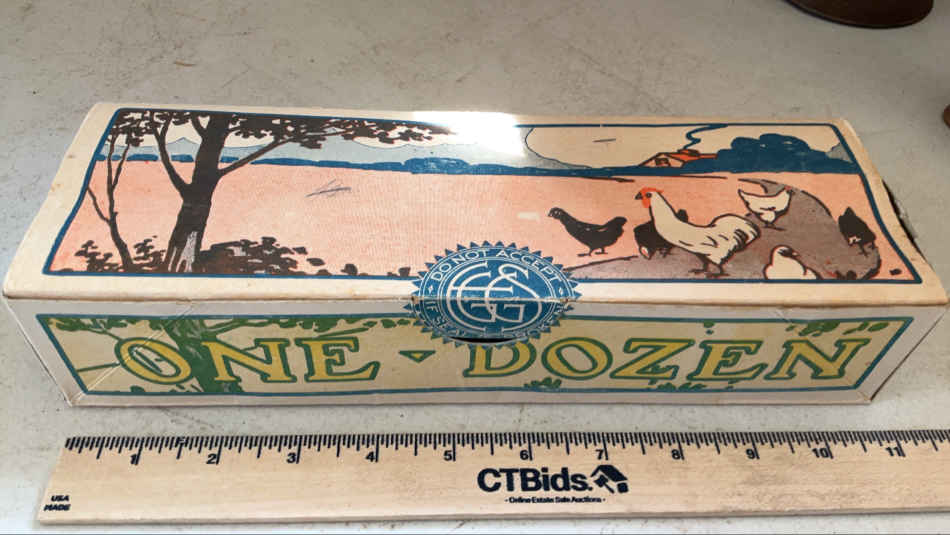 DO NOT ACCEPT
ONE · DOZEN
1 2 3 4 5 6 7 8 9 10 11
CTBids.
- Online Estate Sale Auctions -
USA
MADE